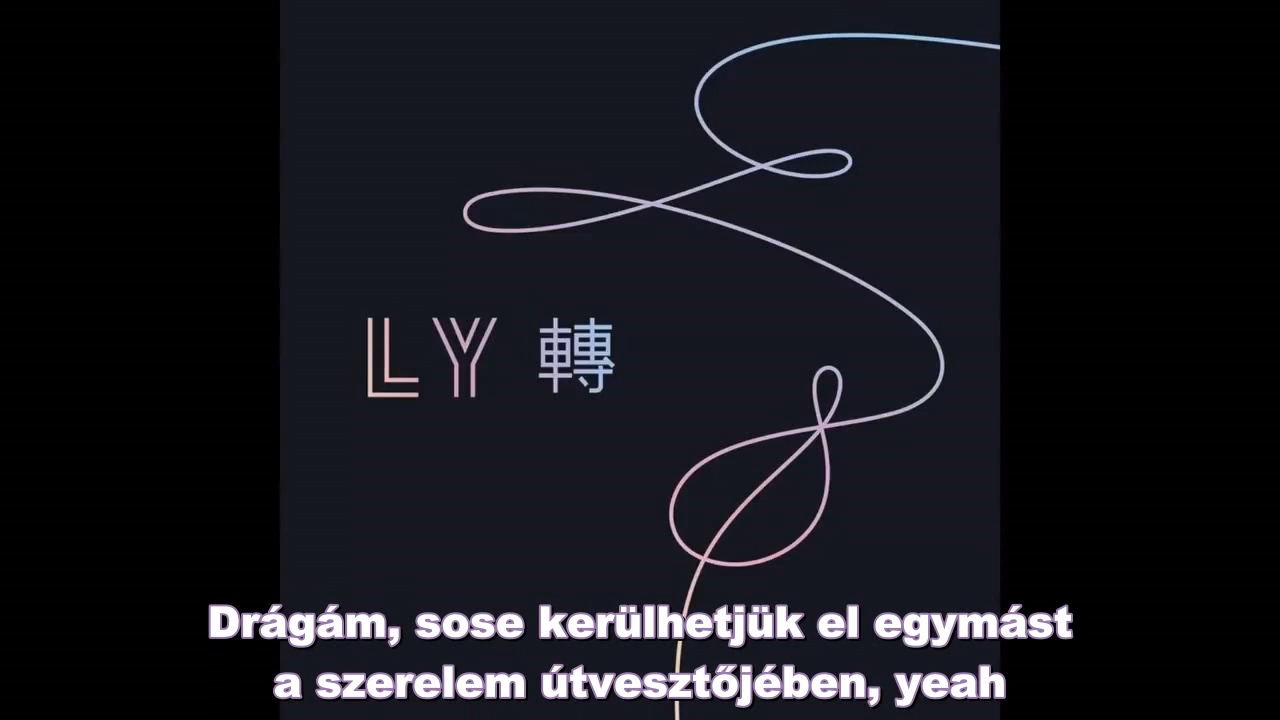 LY 轉
Drágám, sose kerülhetjük el egymást
a szerelem útvesztőjében, yeah